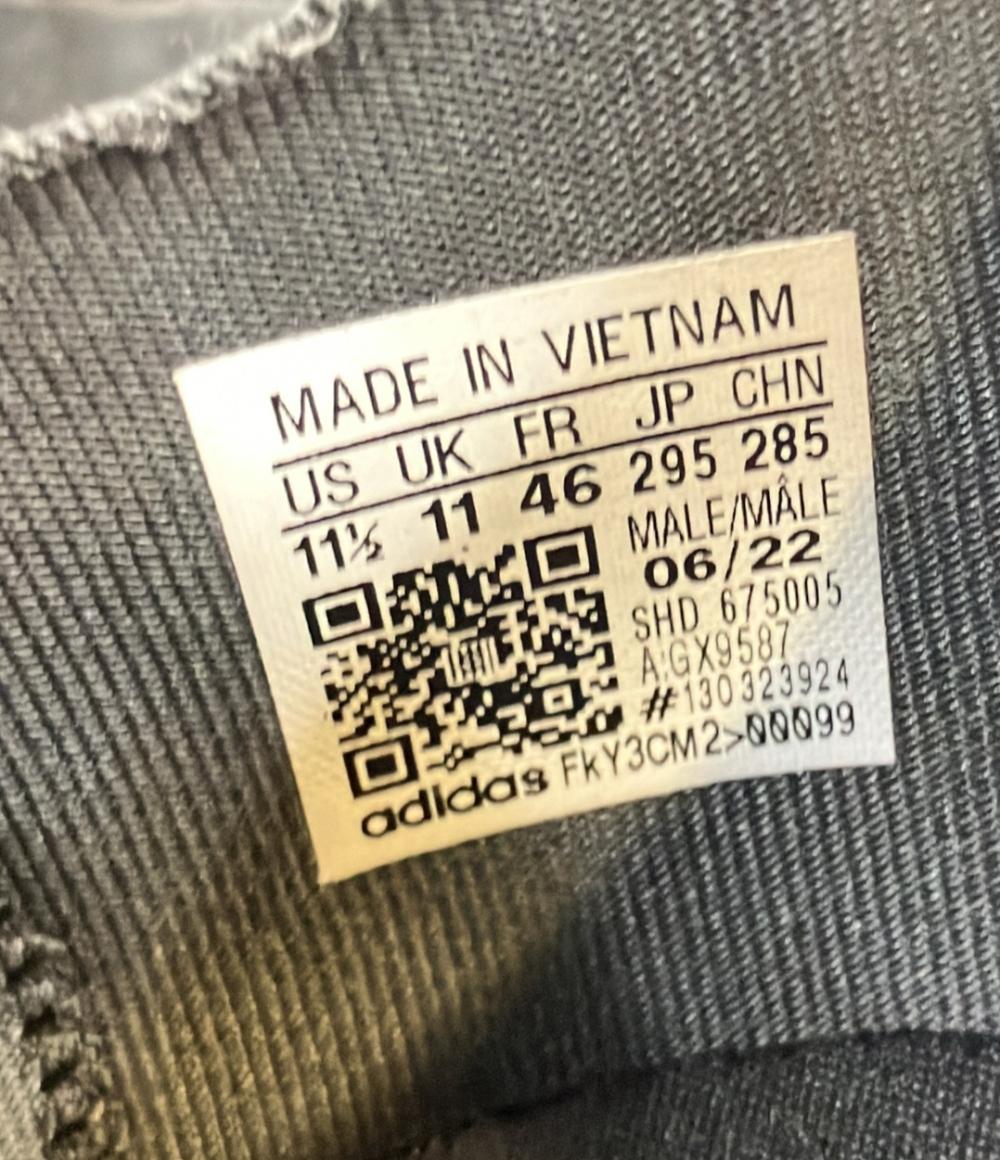 MADE IN VIETNAM
US UK FR JP CHN
11½ 11 46 295 285
MALE/MÂLE
06/22
SHD 675005
A:GX9587
#130323924
adidas FkY3CM2>00099